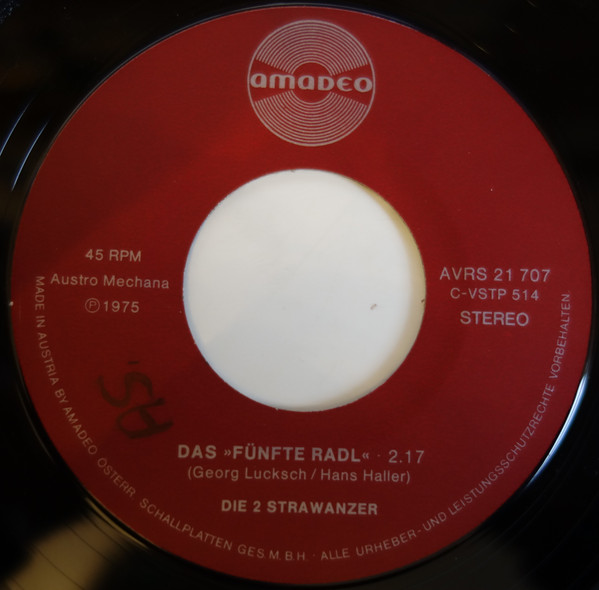 amadeo
45 RPM
Austro Mechana
Ⓟ1975
AVRS 21 707
C-VSTP 514
STEREO
DAS »FÜNFTE RADL« · 2.17
(Georg Lucksch / Hans Haller)
DIE 2 STRAWANZER
MADE IN AUSTRIA BY AMADEO ÖSTERR. SCHALLPLATTEN GES.M.B.H · ALLE URHEBER- UND LEISTUNGSSCHUTZRECHTE VORBEHALTEN.